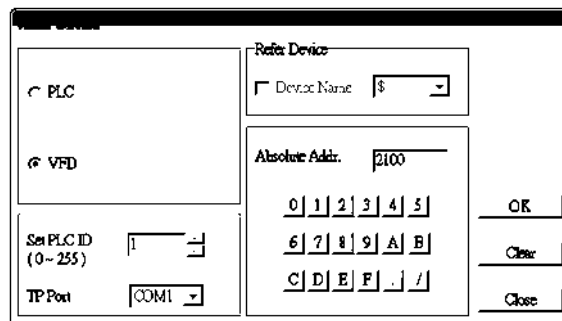 Refer Device
PLC
Device Name
$
VFD
Absolute Addr.
2100
0 1 2 3 4 5
OK
Set PLC ID
1
( 0 ~ 255 )
6 7 8 9 A B
Clear
C D E F . /
TP Port
COM1
Close